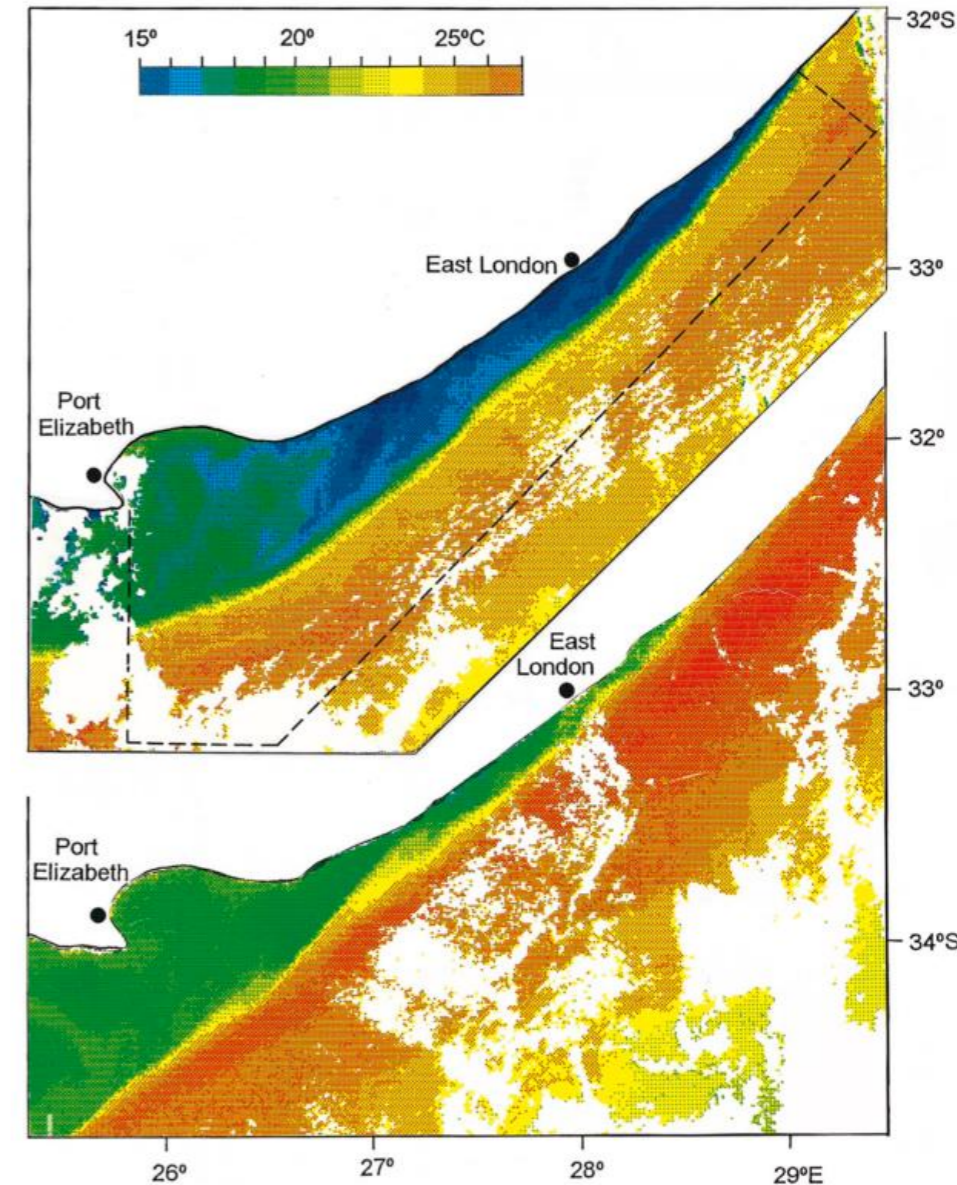 15º 20º 25ºC
32ºS
East London
33º
Port
Elizabeth
32º
East
London
33º
Port
Elizabeth
34ºS
26º 27º 28º 29ºE